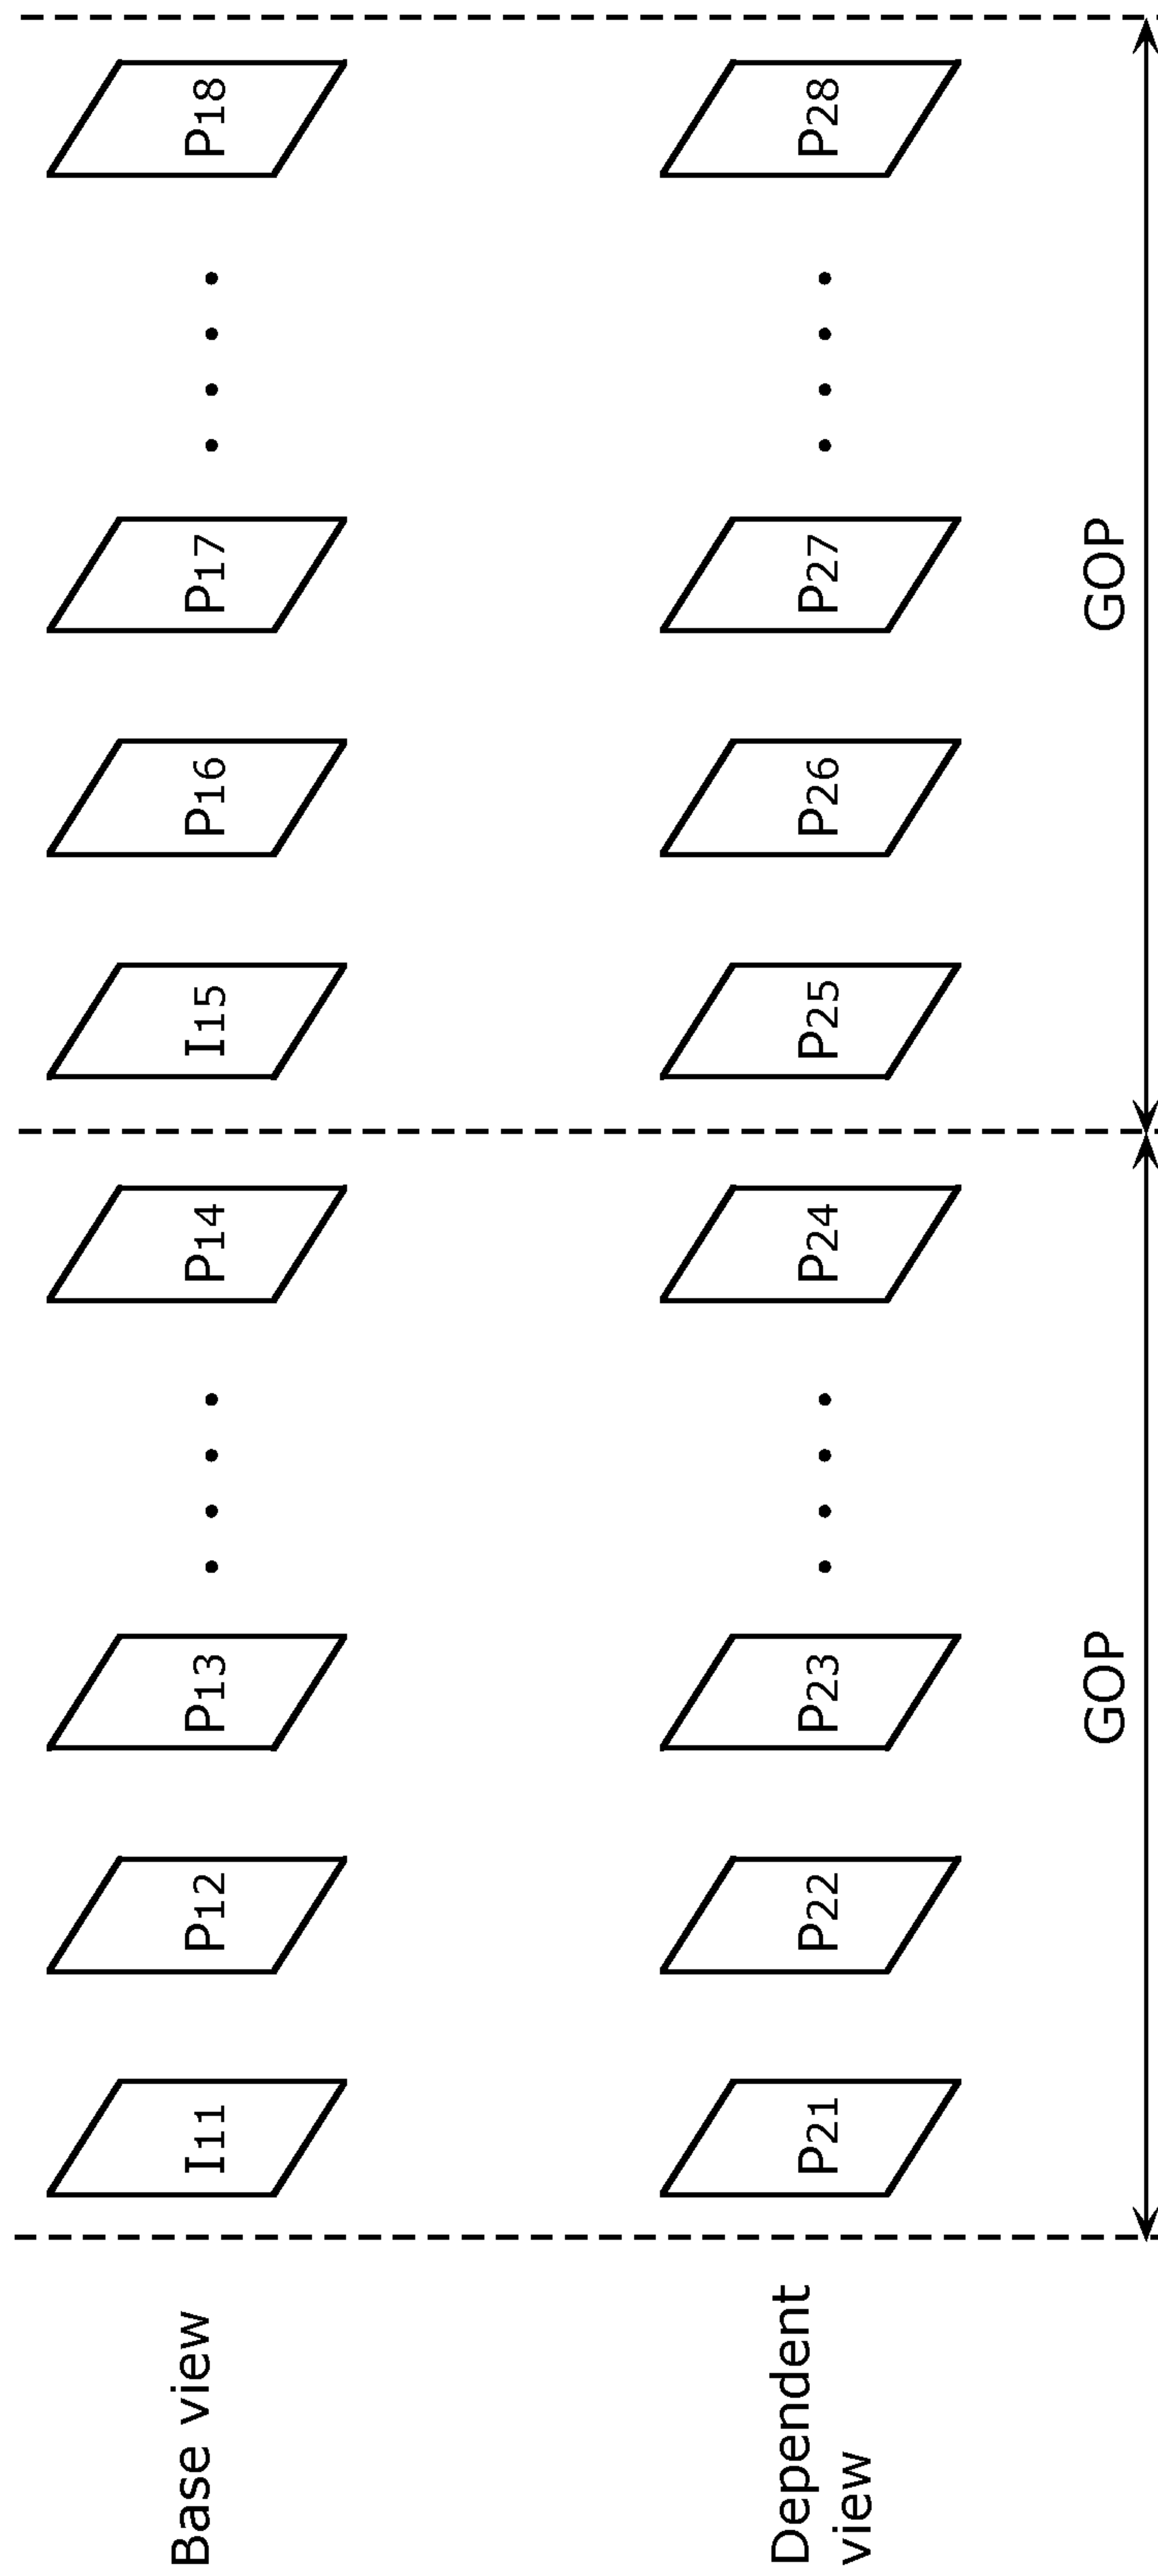 Base view
I11
P12
P13
P14
I15
P16
P17
P18
Dependent
view
P21
P22
P23
P24
P25
P26
P27
P28
GOP
GOP